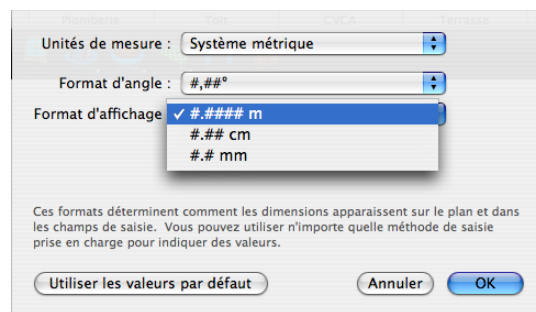 Plomberie Toit CVCA Terrasse
Unités de mesure : Système métrique
Format d'angle : #,##°
Format d'affichage ✓ #.#### m
#.## cm
#.# mm
Ces formats déterminent comment les dimensions apparaissent sur le plan et dans
les champs de saisie. Vous pouvez utiliser n'importe quelle méthode de saisie
prise en charge pour indiquer des valeurs.
Utiliser les valeurs par défaut Annuler OK